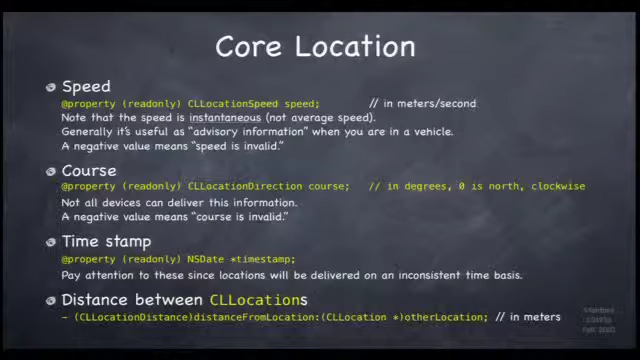 Core Location
Speed
@property (readonly) CLLocationSpeed speed; // in meters/second
Note that the speed is instantaneous (not average speed).
Generally it's useful as "advisory information" when you are in a vehicle.
A negative value means "speed is invalid."
Course
@property (readonly) CLLocationDirection course; // in degrees, 0 is north, clockwise
Not all devices can deliver this information.
A negative value means "course is invalid."
Time stamp
@property (readonly) NSDate *timestamp;
Pay attention to these since locations will be delivered on an inconsistent time basis.
Distance between CLLocations
- (CLLocationDistance)distanceFromLocation:(CLLocation *)otherLocation; // in meters